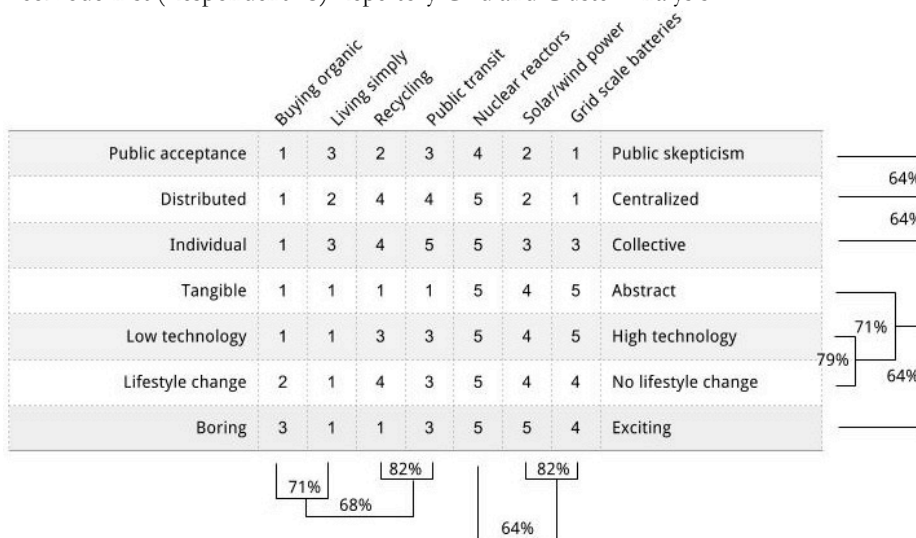 Repertory Grid and Cluster Analysis
Buying organic
Living simply
Recycling
Public transit
Nuclear reactors
Solar/wind power
Grid scale batteries
Public acceptance 1 3 2 3 4 2 1 Public skepticism
64%
Distributed 1 2 4 4 5 2 1 Centralized
64%
Individual 1 3 4 5 5 3 3 Collective
Tangible 1 1 1 1 5 4 5 Abstract
71%
Low technology 1 1 3 3 5 4 5 High technology
79%
64%
Lifestyle change 2 1 4 3 5 4 4 No lifestyle change
Boring 3 1 1 3 5 5 4 Exciting
82% 82%
71%
68%
64%